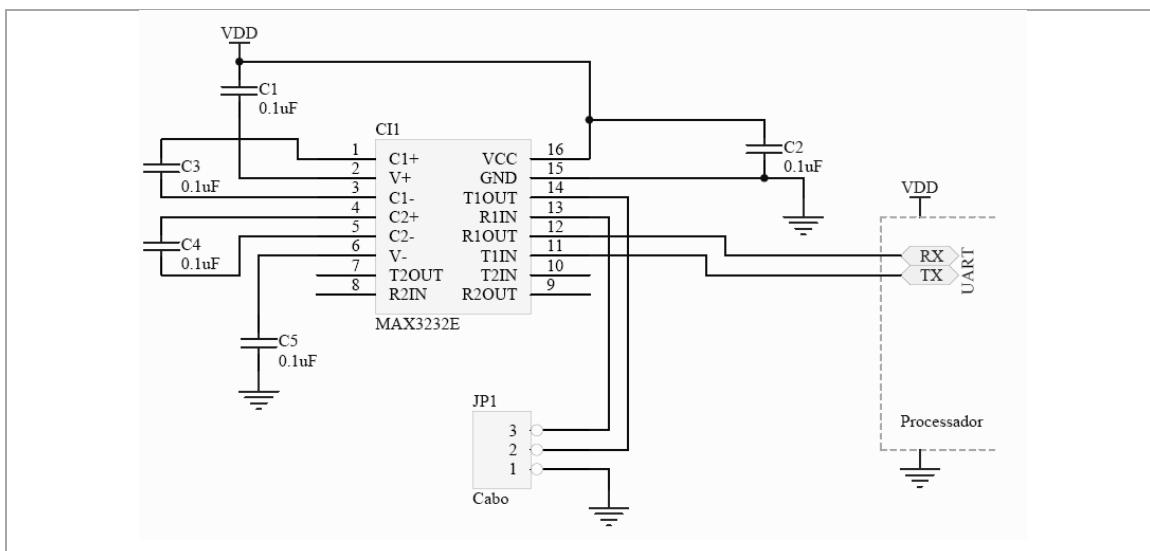 VDD
C1
0.1uF
CI1
C3
0.1uF
C4
0.1uF
C5
0.1uF
1 C1+ VCC 16
2 V+ GND 15
3 C1- T1OUT 14
4 C2+ R1IN 13
5 C2- R1OUT 12
6 V- T1IN 11
7 T2OUT T2IN 10
8 R2IN R2OUT 9
MAX3232E
C2
0.1uF
VDD
RX
TX
UART
Processador
JP1
3
2
1
Cabo